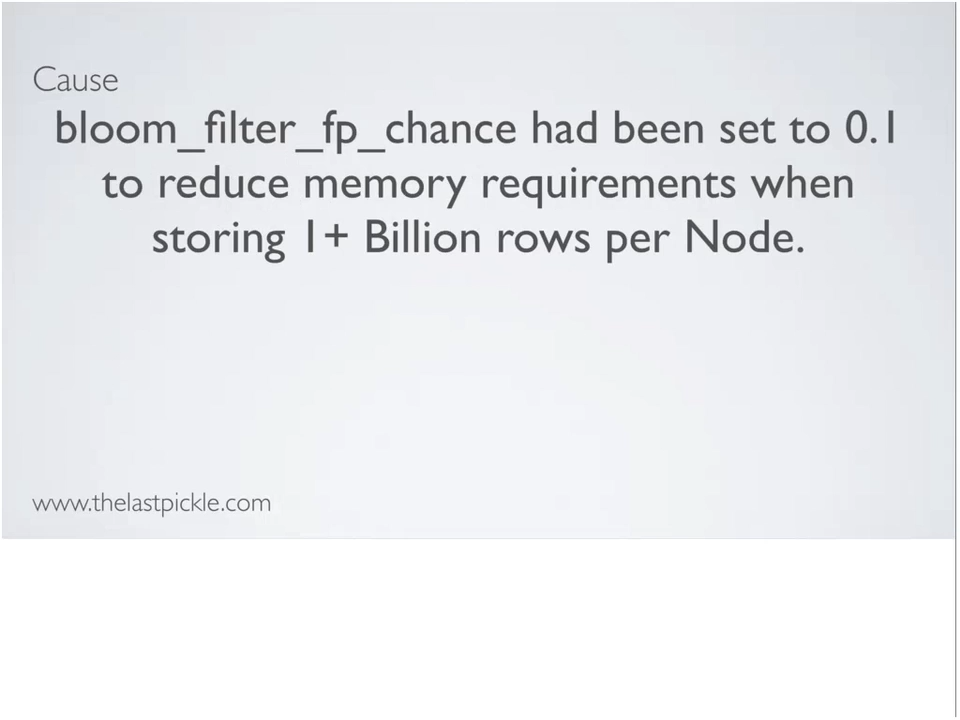 Cause
bloom_filter_fp_chance had been set to 0.1
to reduce memory requirements when
storing 1+ Billion rows per Node.
www.thelastpickle.com